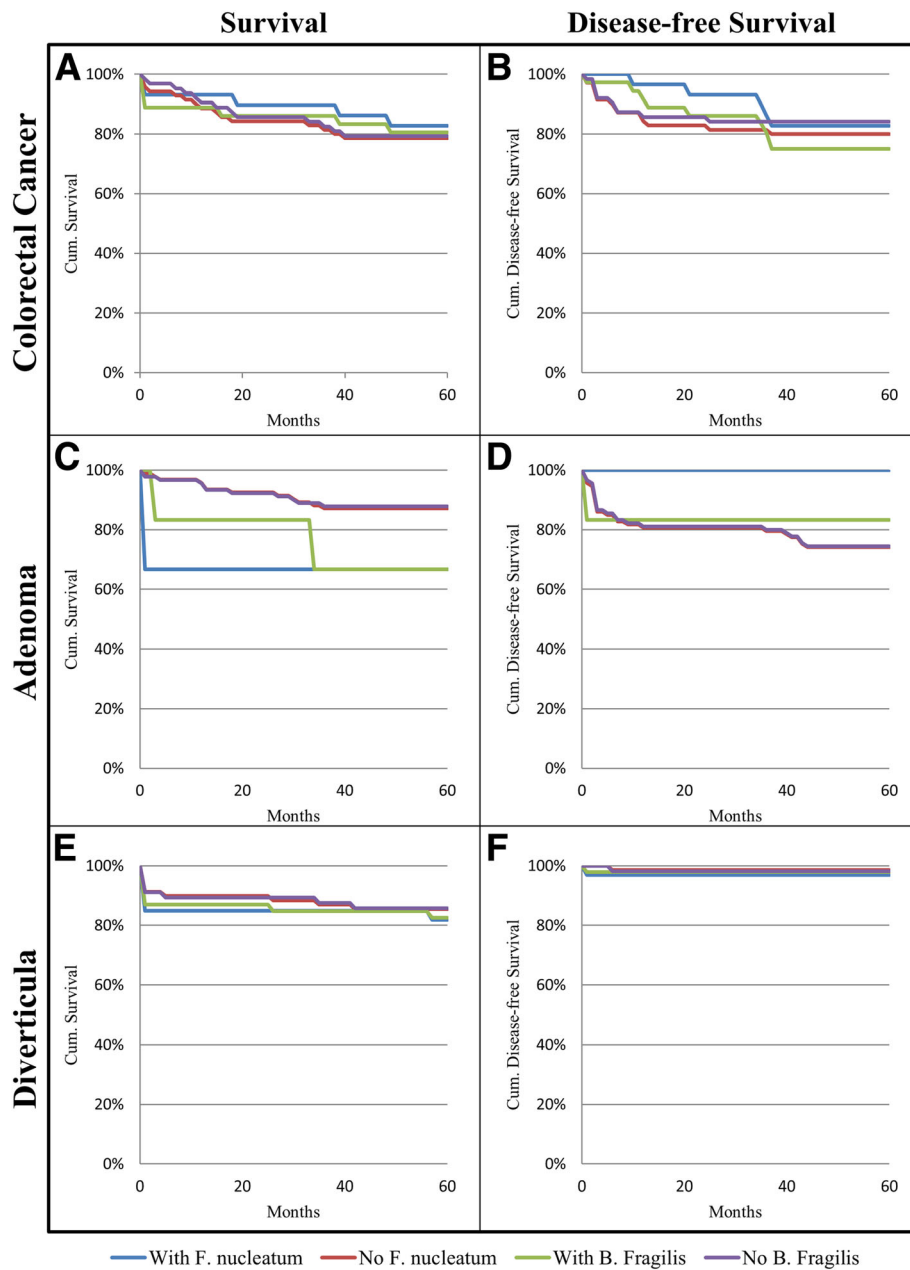 Survival
Disease-free Survival
Colorectal Cancer
A
100%
80%
60%
40%
20%
0%
Cum. Survival
0 20 40 60
Months
B
100%
80%
60%
40%
20%
0%
Cum. Disease-free Survival
0 20 40 60
Months
Adenoma
C
100%
80%
60%
40%
20%
0%
Cum. Survival
0 20 40 60
Months
D
100%
80%
60%
40%
20%
0%
Cum. Disease-free Survival
0 20 40 60
Months
Diverticula
E
100%
80%
60%
40%
20%
0%
Cum. Survival
0 20 40 60
Months
F
100%
80%
60%
40%
20%
0%
Cum. Disease-free Survival
0 20 40 60
Months
With F. nucleatum No F. nucleatum With B. Fragilis No B. Fragilis